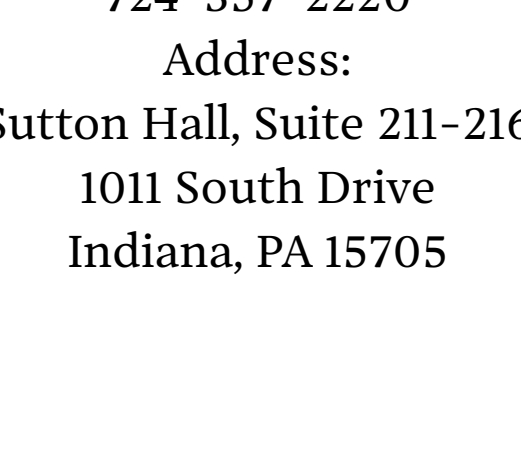 Address:
Sutton Hall, Suite 211-216
1011 South Drive
Indiana, PA 15705